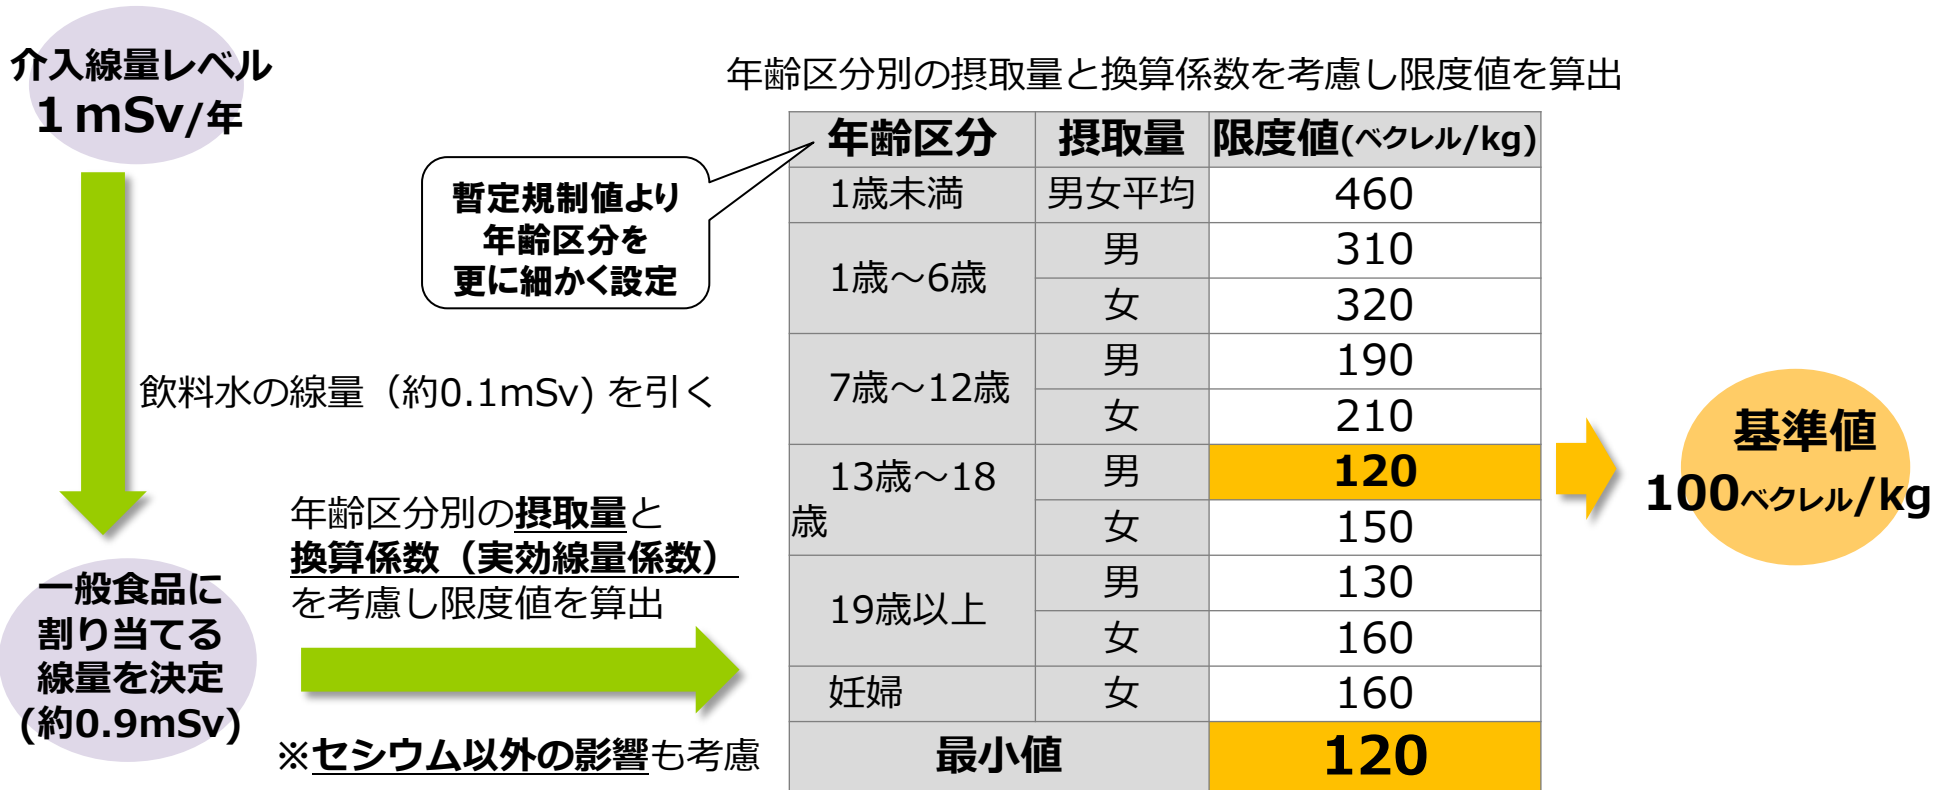 介入線量レベル
1 mSv/年
飲料水の線量（約0.1mSv) を引く
一般食品に
割り当てる
線量を決定
(約0.9mSv)
年齢区分別の摂取量と
換算係数（実効線量係数）
を考慮し限度値を算出
※セシウム以外の影響も考慮
暫定規制値より
年齢区分を
更に細かく設定
年齢区分別の摂取量と換算係数を考慮し限度値を算出
年齢区分 摂取量 限度値(ベクレル/kg)
1歳未満 男女平均 460
1歳～6歳 男 310
女 320
7歳～12歳 男 190
女 210
13歳～18
歳 男 120
女 150
19歳以上 男 130
女 160
妊婦 女 160
最小値 120
基準値
100ベクレル/kg